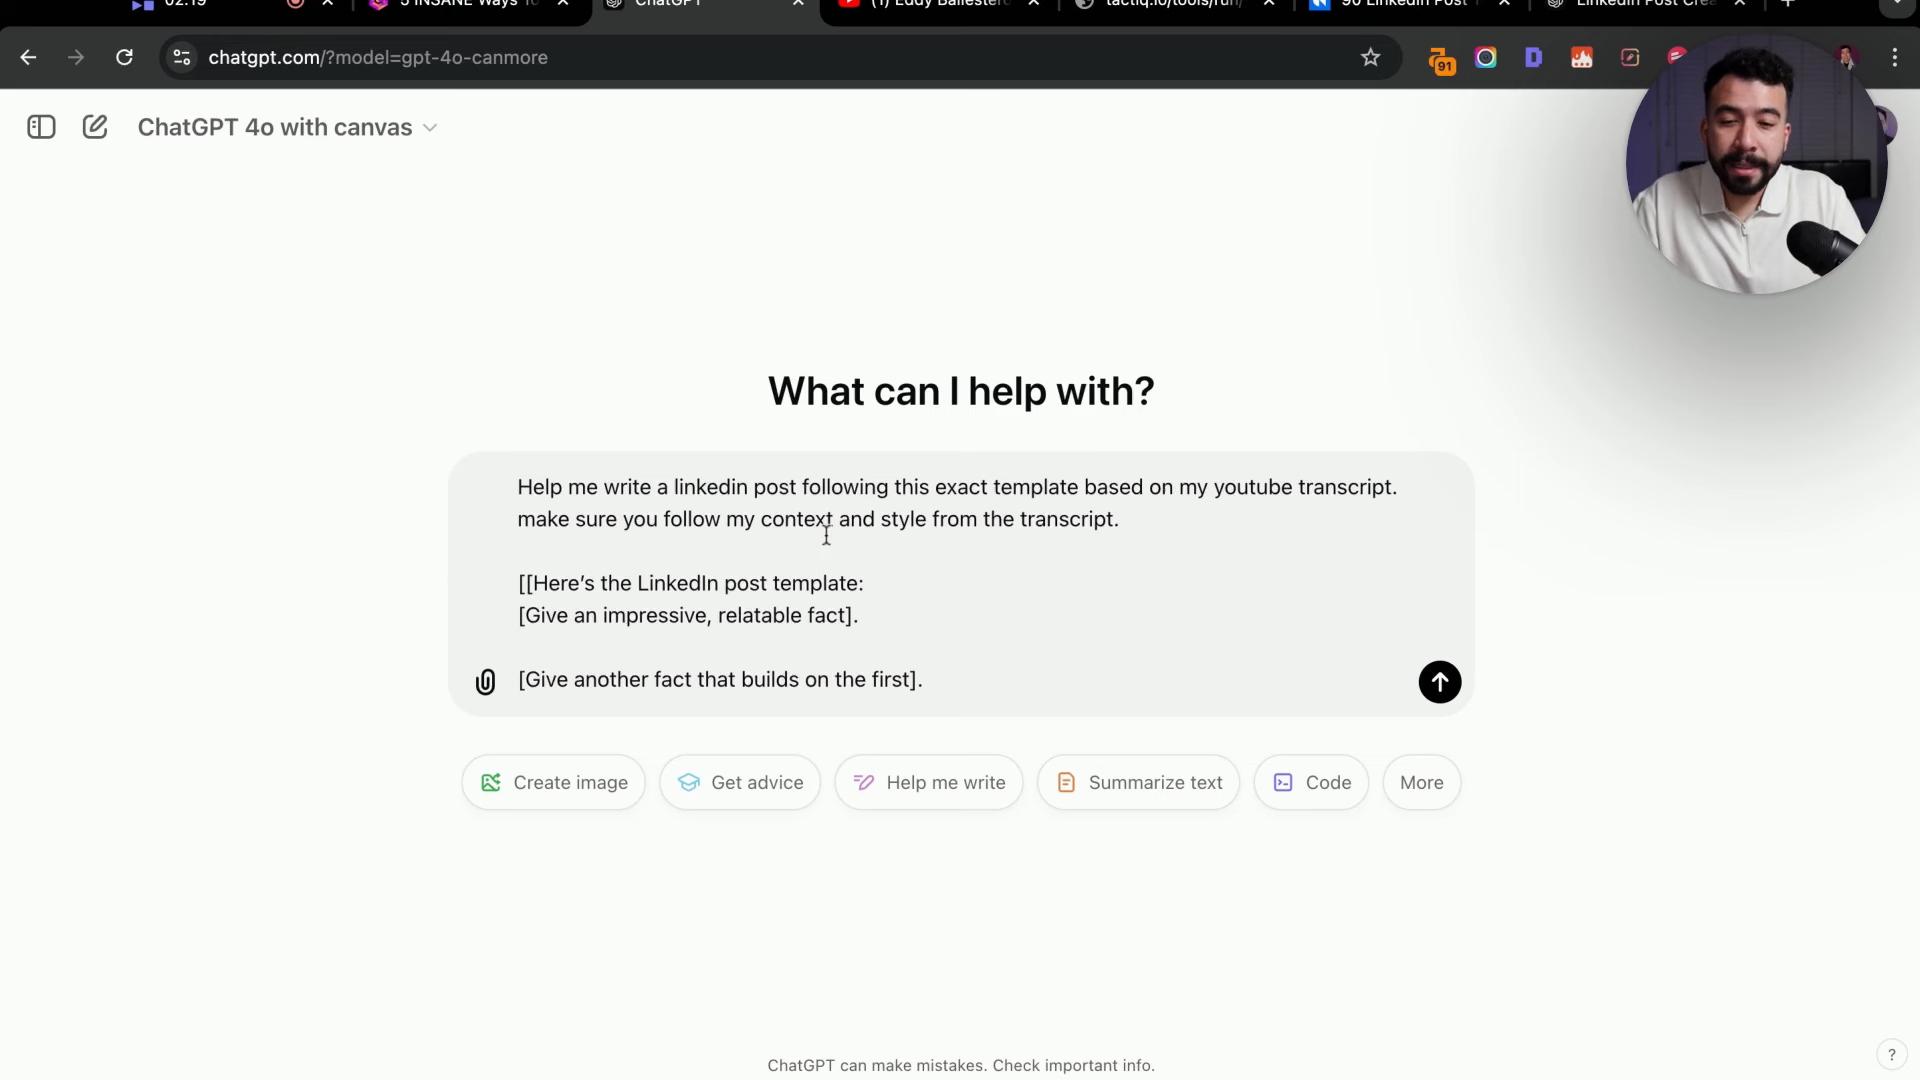 02:19
5 INSANE Ways To
ChatGPT
(1) Eddy Ballestero
tactiq.io/tools/run/
90 LinkedIn Post T
LinkedIn Post Crea
chatgpt.com/?model=gpt-4o-canmore
91
ChatGPT 4o with canvas
What can I help with?
Help me write a linkedin post following this exact template based on my youtube transcript.
make sure you follow my context and style from the transcript.
[[Here’s the LinkedIn post template:
[Give an impressive, relatable fact].
[Give another fact that builds on the first].
Create image
Get advice
Help me write
Summarize text
Code
More
ChatGPT can make mistakes. Check important info.
?